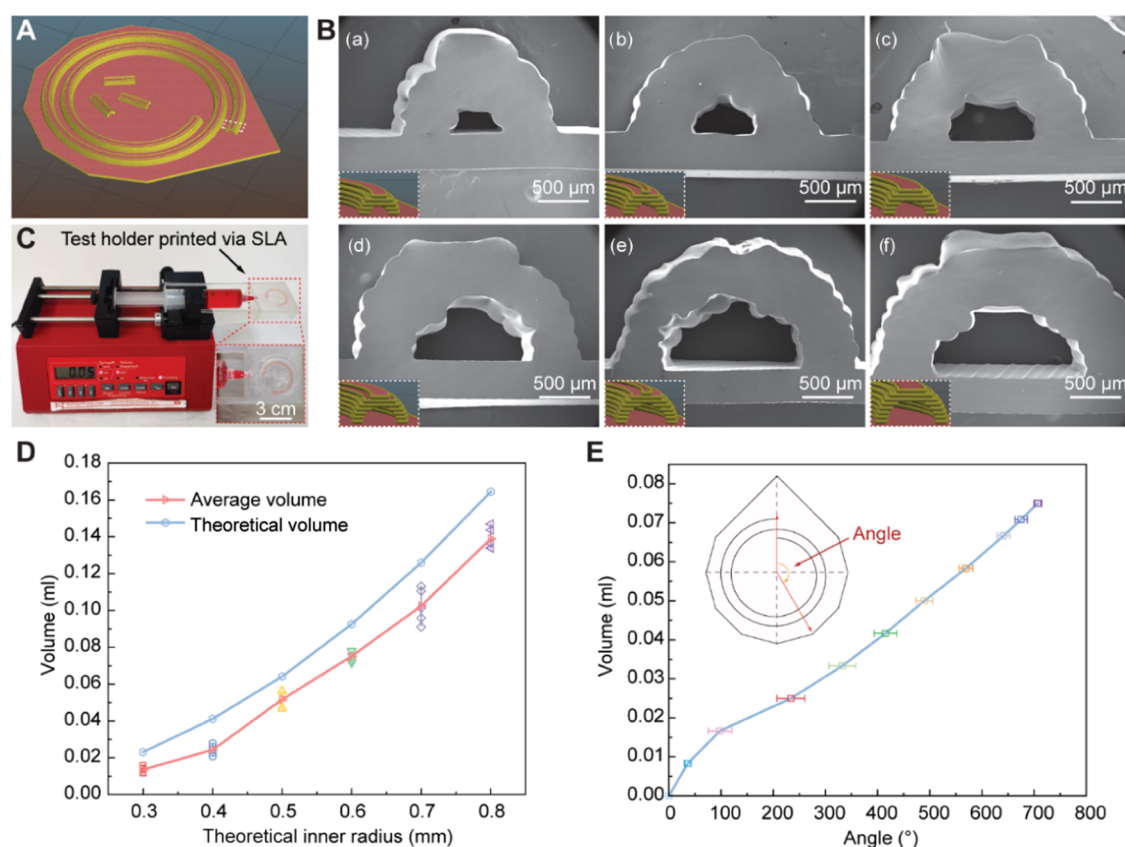 A
B
(a)
(b)
(c)
500 µm
500 µm
500 µm
C
Test holder printed via SLA
0.05
3 cm
(d)
(e)
(f)
500 µm
500 µm
500 µm
D
Volume (ml)
0.18
0.16
0.14
0.12
0.10
0.08
0.06
0.04
0.02
0.00
Average volume
Theoretical volume
0.3 0.4 0.5 0.6 0.7 0.8
Theoretical inner radius (mm)
E
Volume (ml)
0.08
0.07
0.06
0.05
0.04
0.03
0.02
0.01
0.00
Angle
0 100 200 300 400 500 600 700 800
Angle (°)